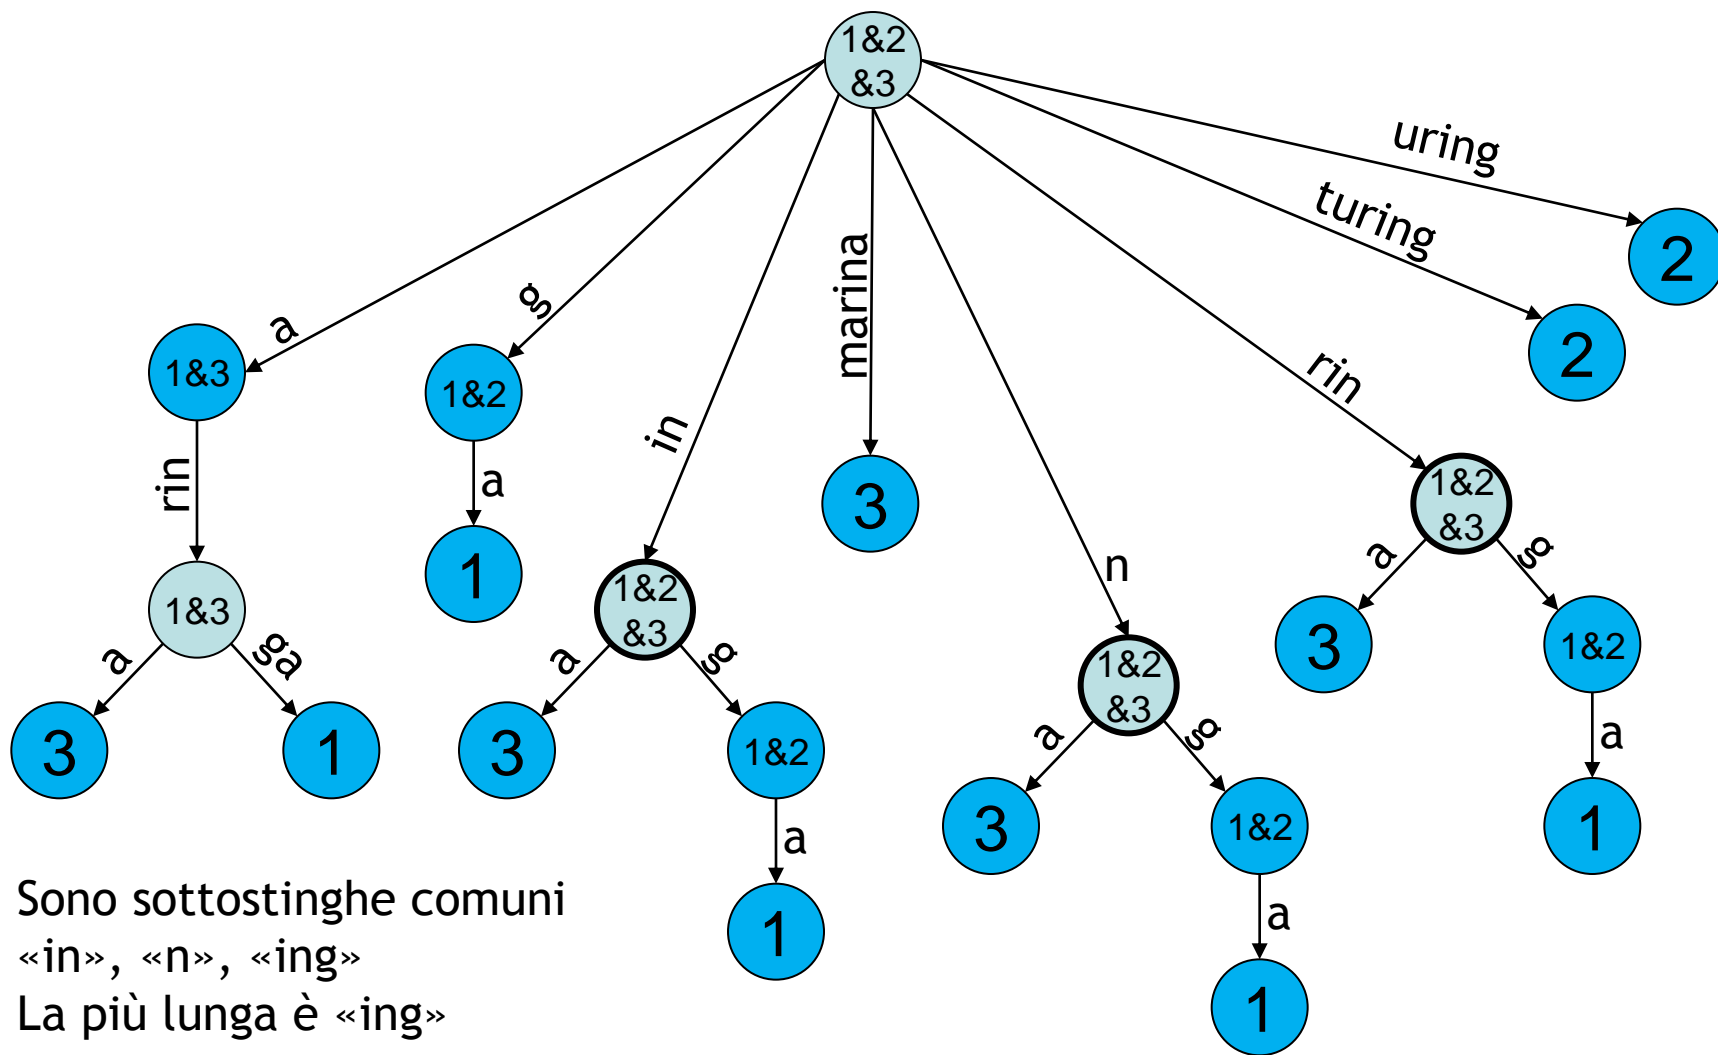 1&2
&3
uring
turing
2
marina
2
g
a
1&3
rin
1&2
in
rin
a
3
1&2
&3
1
n
a
g
1&2
&3
1&3
3
1&2
a
ga
a
g
1&2
&3
a
3
1
3
1&2
a
g
1
3
1&2
a
1
a
1
Sono sottostinghe comuni
«in», «n», «ing»
La più lunga è «ing»